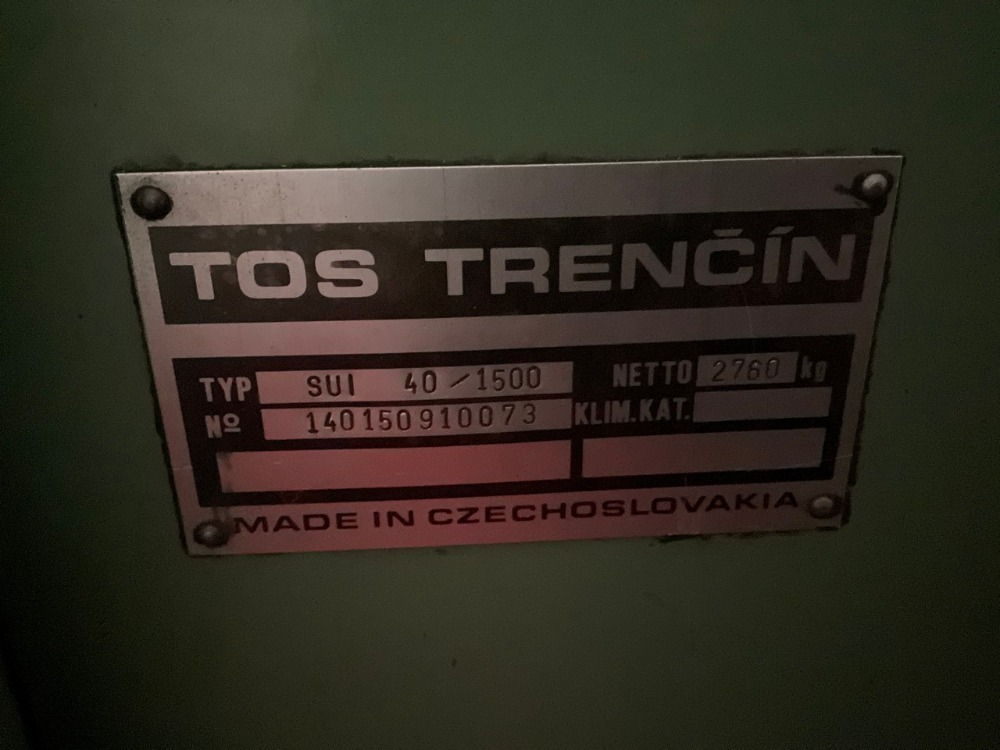 TOS TRENČÍN
TYP SUI 40/1500 NETTO 2760 kg
Nº 140150910073 KLIM.KAT.
MADE IN CZECHOSLOVAKIA